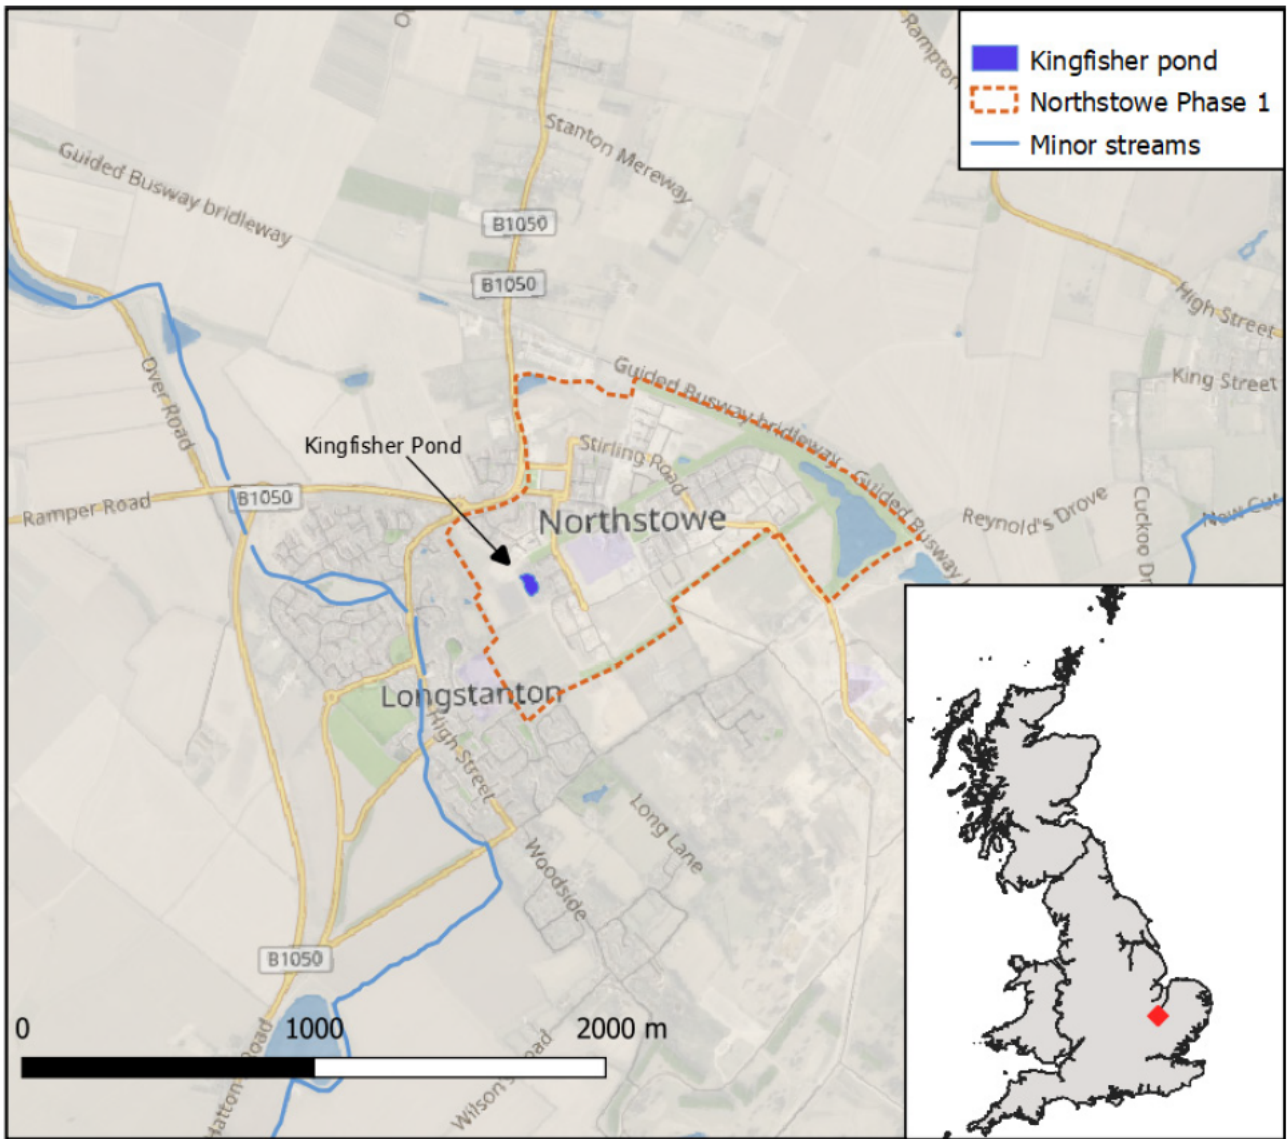 Kingfisher pond
Northstowe Phase 1
Minor streams
Rampton
Stanton Mereway
Guided Busway bridleway
B1050
B1050
High Street
King Street
Over Road
Guided Busway bridleway
Kingfisher Pond
Stirling Road
Guided Busway
B1050
Ramper Road
Northstowe
Reynold's Drove
Cuckoo Dr
New Cut
Longstanton
High Street
Long Lane
Woodside
B1050
0 1000 2000 m
Hatton Road
Wilson's Road